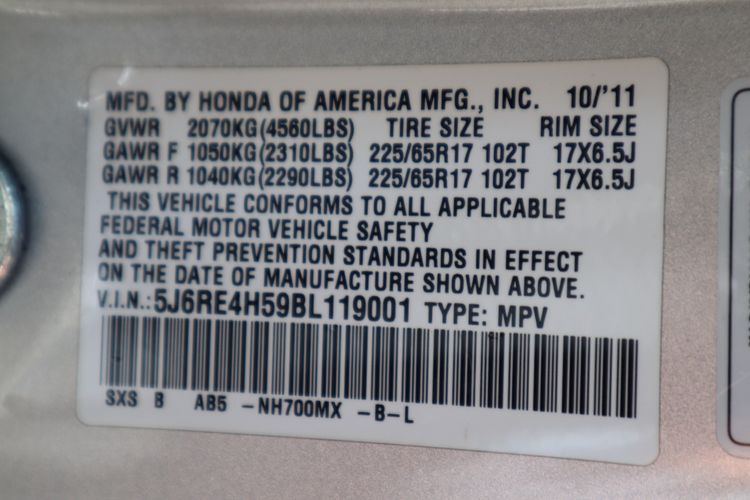 MFD. BY HONDA OF AMERICA MFG., INC. 10/'11
GVWR 2070KG(4560LBS) TIRE SIZE RIM SIZE
GAWR F 1050KG(2310LBS) 225/65R17 102T 17X6.5J
GAWR R 1040KG(2290LBS) 225/65R17 102T 17X6.5J
THIS VEHICLE CONFORMS TO ALL APPLICABLE
FEDERAL MOTOR VEHICLE SAFETY
AND THEFT PREVENTION STANDARDS IN EFFECT
ON THE DATE OF MANUFACTURE SHOWN ABOVE.
V.I.N.:5J6RE4H59BL119001 TYPE: MPV
SXS B AB5 -NH700MX -B-L